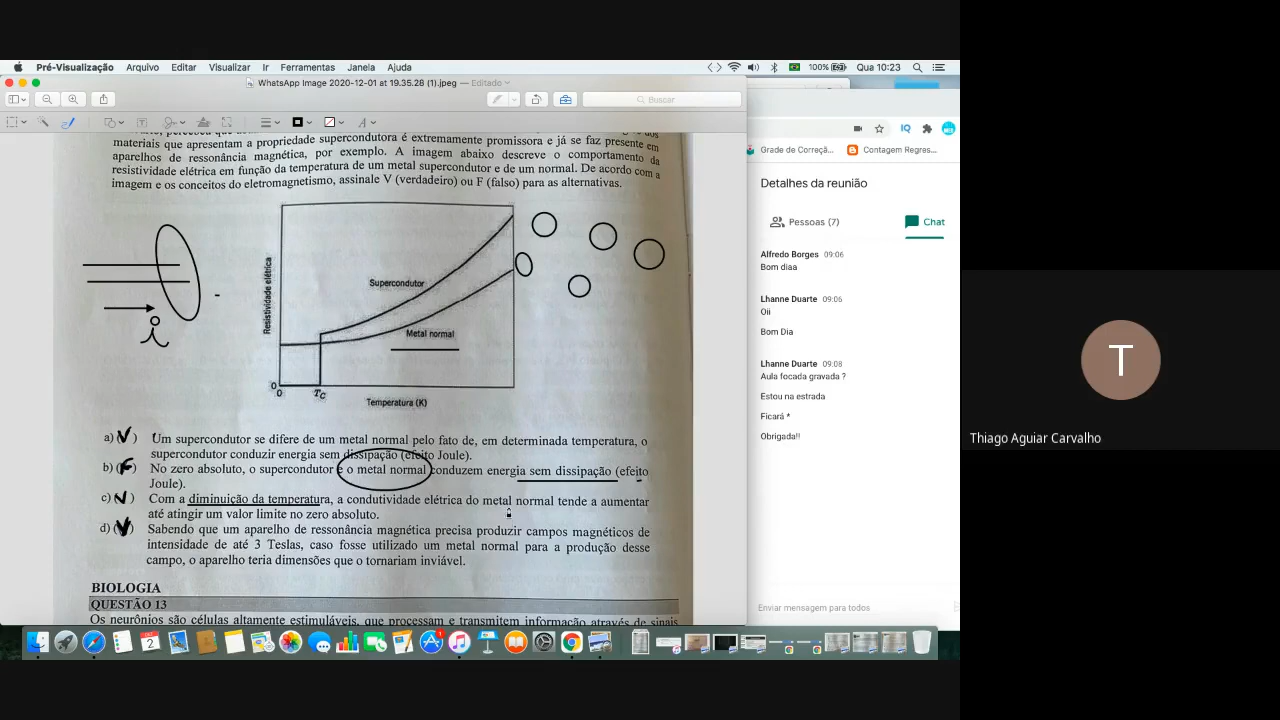 Pré-Visualização Arquivo Editar Visualizar Ir Ferramentas Janela Ajuda 100% Qua 10:23
WhatsApp Image 2020-12-01 at 19.35.28 (1).jpeg — Editado
Buscar
materiais que apresentam a propriedade supercondutora é extremamente promissora e já se faz presente em
aparelhos de ressonância magnética, por exemplo. A imagem abaixo descreve o comportamento da
resistividade elétrica em função da temperatura de um metal supercondutor e de um normal. De acordo com a
imagem e os conceitos do eletromagnetismo, assinale V (verdadeiro) ou F (falso) para as alternativas.
Resistividade elétrica
Supercondutor
Metal normal
0
0
TC
Temperatura (K)
i
a) (V) Um supercondutor se difere de um metal normal pelo fato de, em determinada temperatura, o
supercondutor conduzir energia sem dissipação (efeito Joule).
b) (F) No zero absoluto, o supercondutor e o metal normal conduzem energia sem dissipação (efeito
Joule).
c) (V) Com a diminuição da temperatura, a condutividade elétrica do metal normal tende a aumentar
até atingir um valor limite no zero absoluto.
d) (V) Sabendo que um aparelho de ressonância magnética precisa produzir campos magnéticos de
intensidade de até 3 Teslas, caso fosse utilizado um metal normal para a produção desse
campo, o aparelho teria dimensões que o tornariam inviável.
BIOLOGIA
QUESTÃO 13
Os neurônios são células altamente estimuláveis, que processam e transmitem informação através de sinais
IQ
Grade de Correçã...
Contagem Regres...
Detalhes da reunião
Pessoas (7)
Chat
Alfredo Borges 09:06
Bom diaa
Lhanne Duarte 09:06
Oii
Bom Dia
Lhanne Duarte 09:08
Aula focada gravada ?
Estou na estrada
Ficará *
Obrigada!!
Enviar mensagem para todos
T
Thiago Aguiar Carvalho